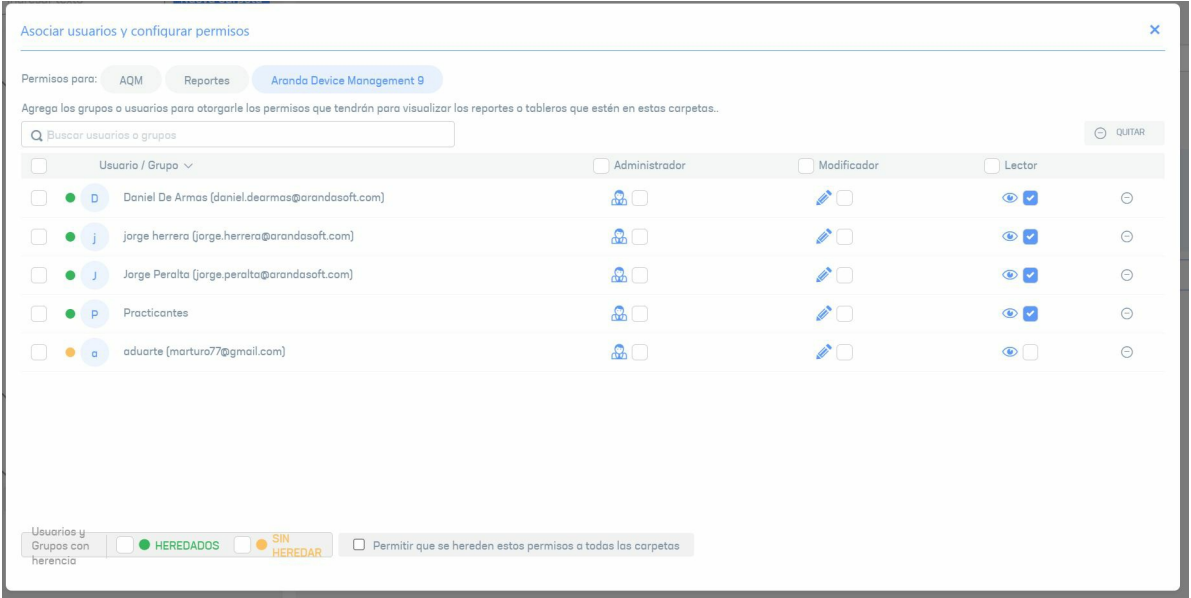 Asociar usuarios y configurar permisos
Permisos para: AQM Reportes Aranda Device Management 9
Agrega los grupos o usuarios para otorgarle los permisos que tendrán para visualizar los reportes o tableros que estén en estas carpetas..
Buscar usuarios o grupos
QUITAR
Usuario / Grupo Administrador Modificador Lector
D Daniel De Armas (daniel.dearmas@arandasoft.com)
j jorge herrera (jorge.herrera@arandasoft.com)
J Jorge Peralta (jorge.peralta@arandasoft.com)
P Practicantes
a aduarte (marturo77@gmail.com)
Usuarios y
Grupos con
herencia
HEREDADOS
SIN
HEREDAR
Permitir que se hereden estos permisos a todas las carpetas